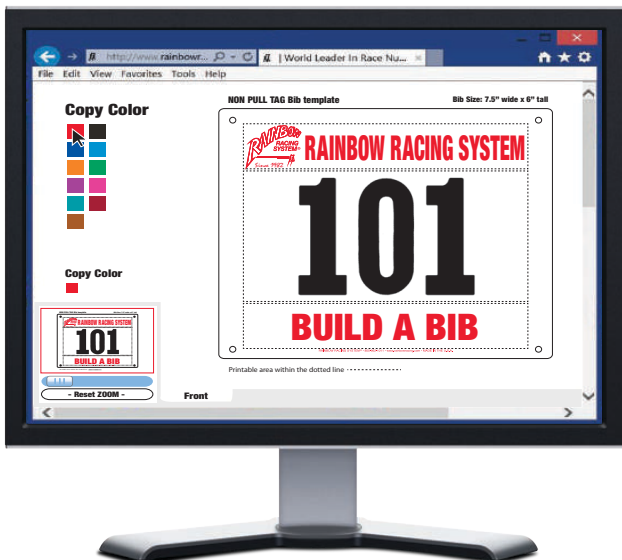 http://www.rainbowr...
| World Leader In Race Nu...
File Edit View Favorites Tools Help
Copy Color
NON PULL TAG Bib template
Bib Size: 7.5" wide x 6" tall
RAINBOW
RACING
SYSTEM
Since 1982
RAINBOW RACING SYSTEM
101
BUILD A BIB
Copy Color
RAINBOW RACING SYSTEM
101
BUILD A BIB
Printable area within the dotted line
- Reset ZOOM -
Front